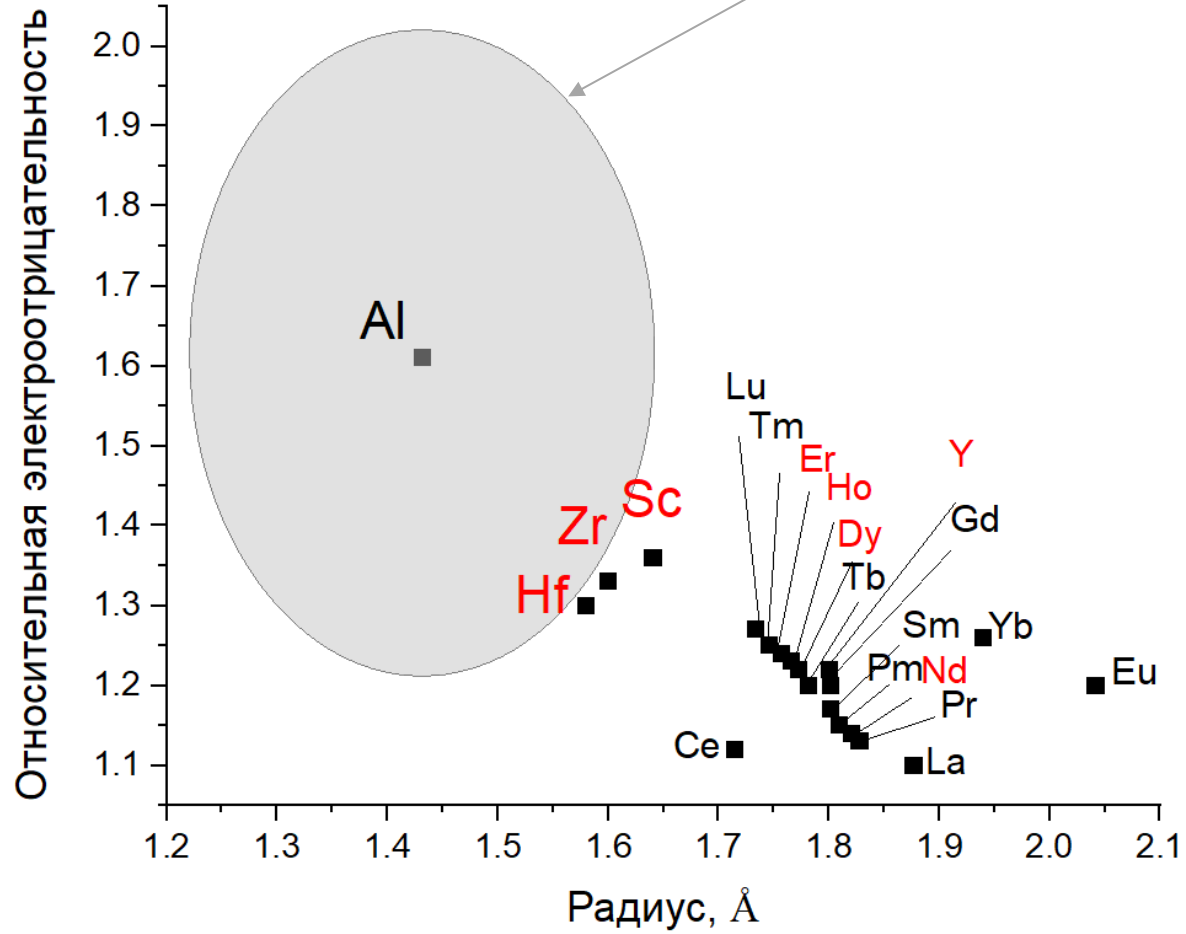 Относительная электроотрицательность
2.0
1.9
1.8
1.7
1.6
1.5
1.4
1.3
1.2
1.1
Al
Lu
Tm
Er
Y
Ho
Sc
Gd
Zr
Dy
Tb
Hf
Sm
Yb
Pm
Nd
Eu
Pr
Ce
La
1.2 1.3 1.4 1.5 1.6 1.7 1.8 1.9 2.0 2.1
Радиус, Å